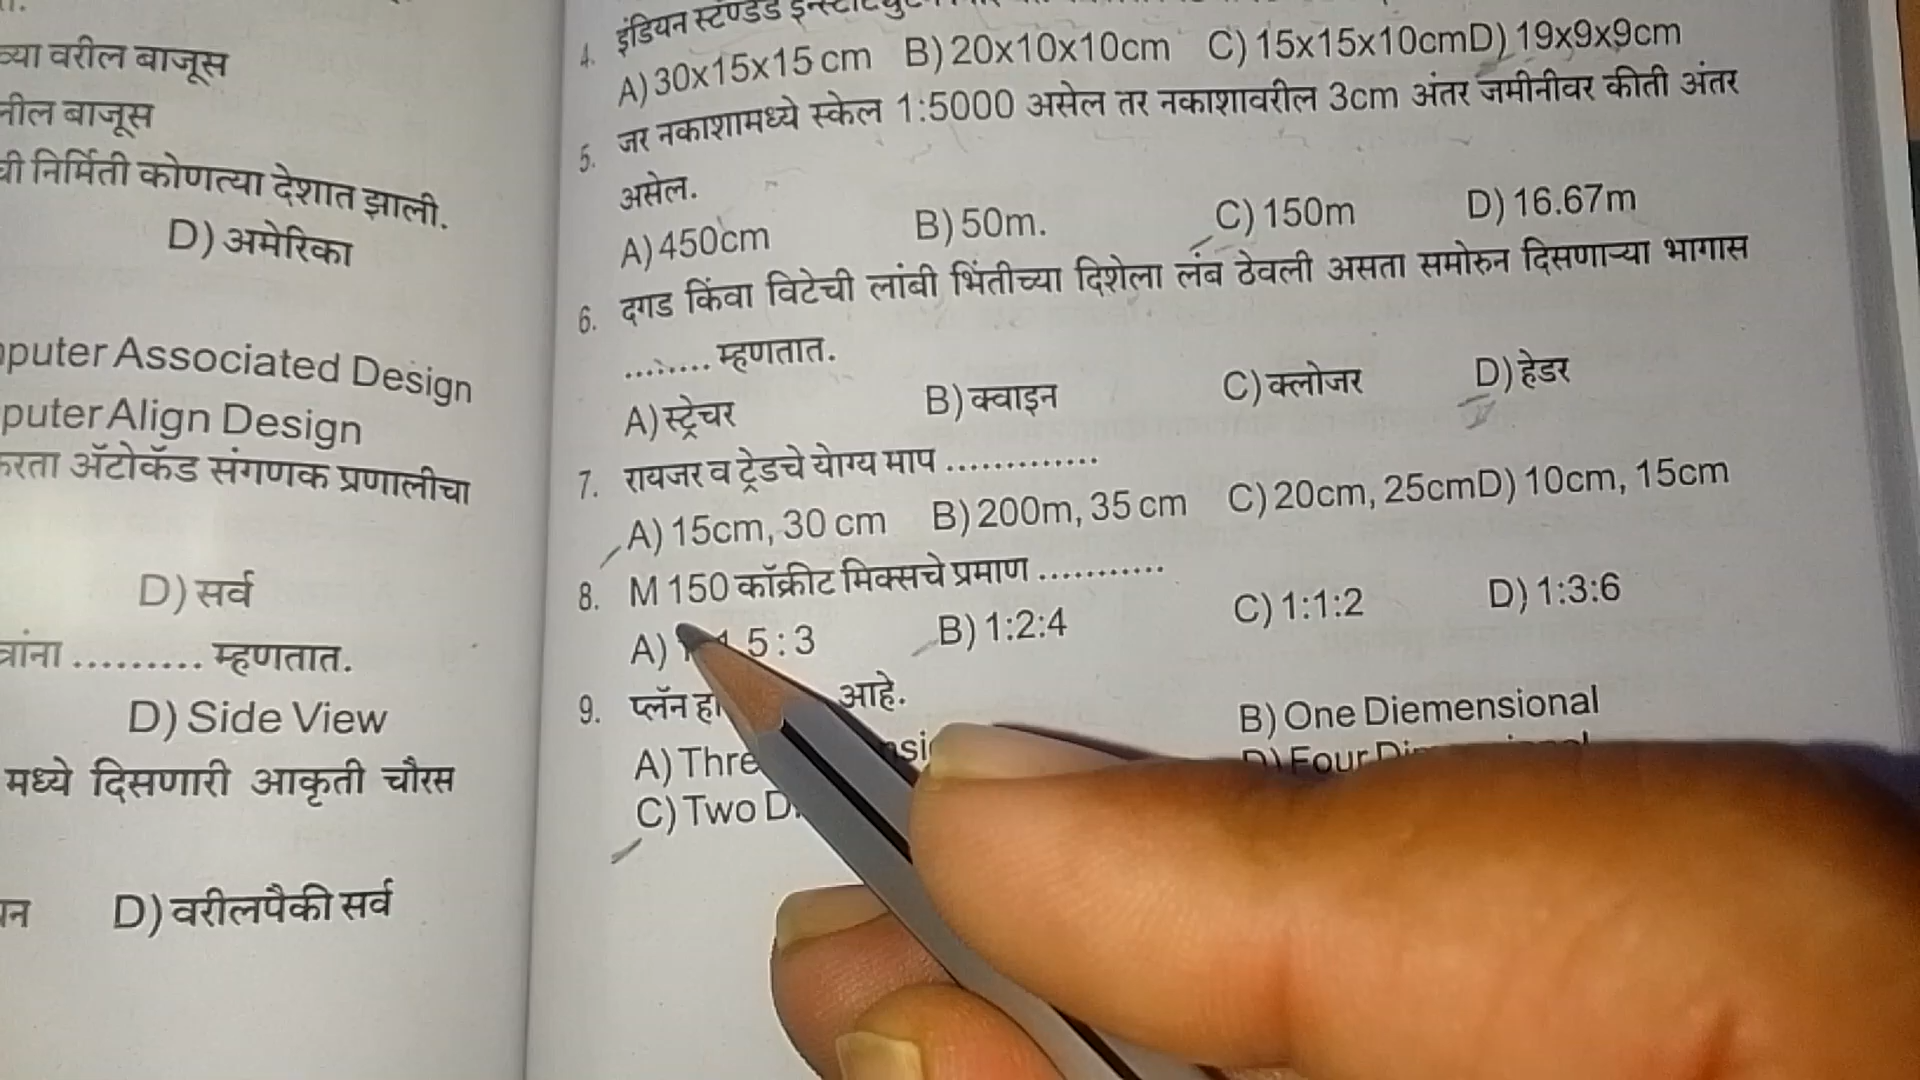 च्या वरील बाजूस
नील बाजूस
ची निर्मिती कोणत्या देशात झाली.
D) अमेरिका
puter Associated Design
puter Align Design
करता ॲटोकॅड संगणक प्रणालीचा
D) सर्व
त्रांना ......... म्हणतात.
D) Side View
मध्ये दिसणारी आकृती चौरस
D) वरीलपैकी सर्व
4. इंडियन स्टॅण्डर्ड
A) 30x15x15 cm B) 20x10x10cm C) 15x15x10cm D) 19x9x9cm
5. जर नकाशामध्ये स्केल 1:5000 असेल तर नकाशावरील 3cm अंतर जमीनीवर कीती अंतर
असेल.
A) 450cm B) 50m. C) 150m D) 16.67m
6. दगड किंवा विटेची लांबी भिंतीच्या दिशेला लंब ठेवली असता समोरुन दिसणाऱ्या भागास
........ म्हणतात.
A) स्ट्रेचर B) क्वाइन C) क्लोजर D) हेडर
7. रायजर व ट्रेडचे योग्य माप .............
A) 15cm, 30 cm B) 200m, 35 cm C) 20cm, 25cm D) 10cm, 15cm
8. M 150 कॉक्रीट मिक्सचे प्रमाण ...........
A) 5 : 3 B) 1:2:4 C) 1:1:2 D) 1:3:6
9. प्लॅन हा आहे.
A) Thre B) One Diemensional
C) Two D D) Four